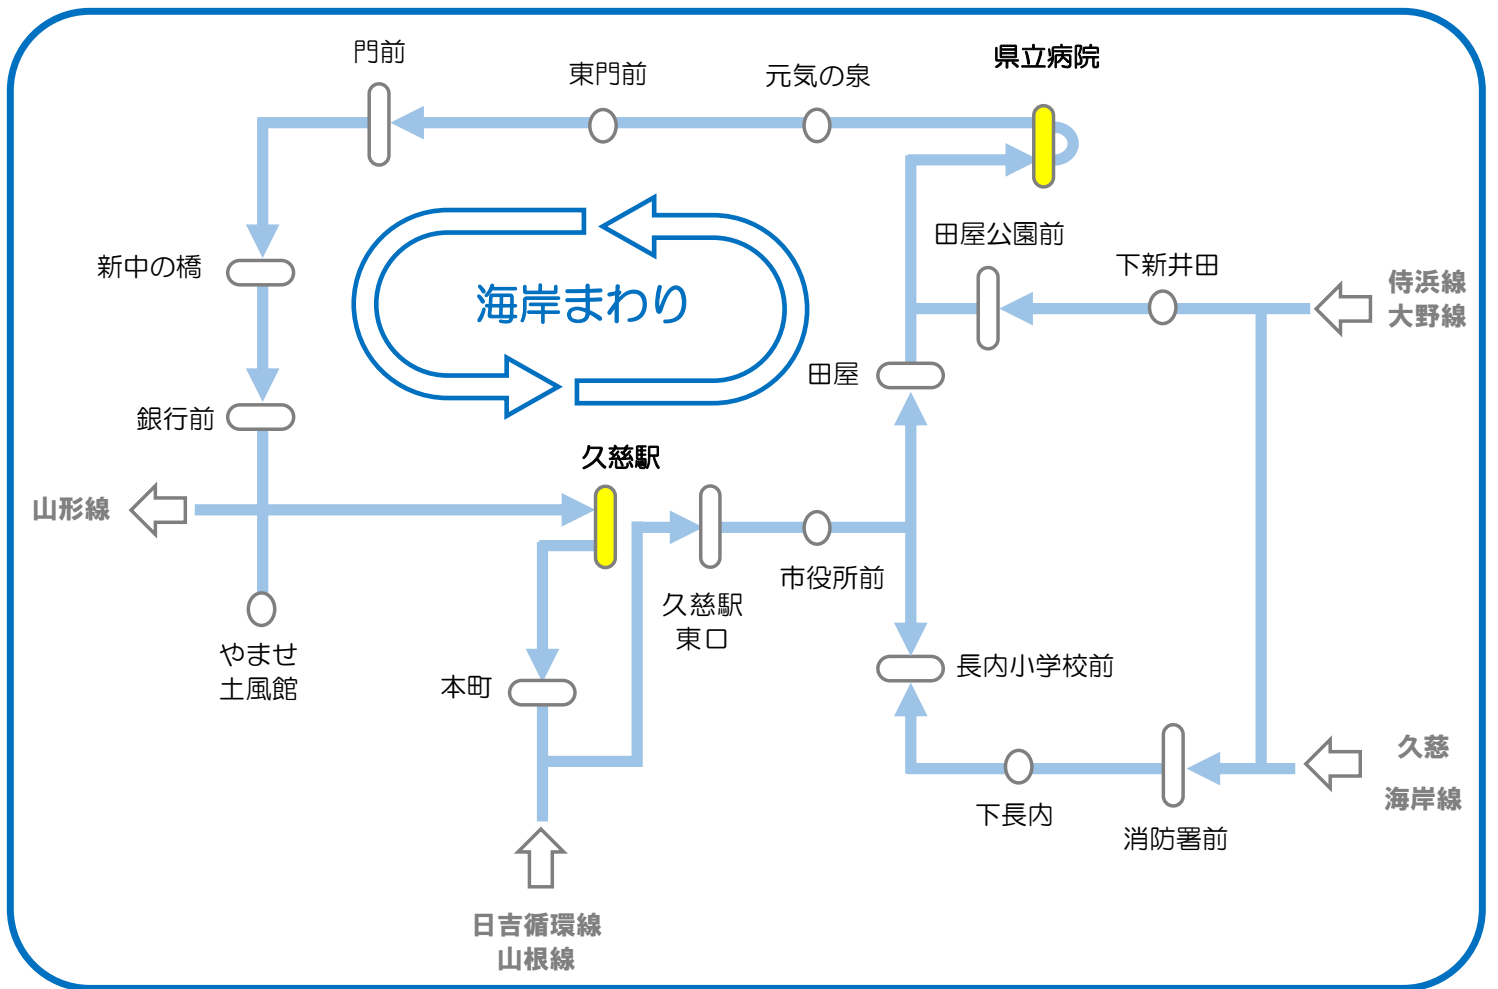 門前
東門前
元気の泉
県立病院
新中の橋
海岸まわり
田屋公園前
下新井田
侍浜線
大野線
田屋
銀行前
山形線
久慈駅
市役所前
久慈駅
東口
やませ
土風館
本町
長内小学校前
久慈
海岸線
下長内
消防署前
日吉循環線
山根線